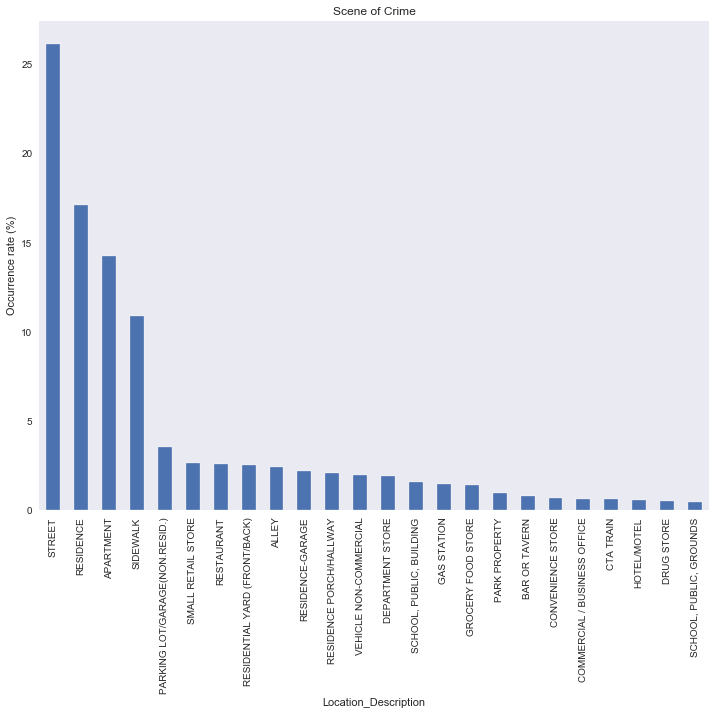 Scene of Crime
Occurrence rate (%)
25
20
15
10
5
0
STREET
RESIDENCE
APARTMENT
SIDEWALK
PARKING LOT/GARAGE(NON.RESID.)
SMALL RETAIL STORE
RESTAURANT
RESIDENTIAL YARD (FRONT/BACK)
ALLEY
RESIDENCE-GARAGE
RESIDENCE PORCH/HALLWAY
VEHICLE NON-COMMERCIAL
DEPARTMENT STORE
SCHOOL, PUBLIC, BUILDING
GAS STATION
GROCERY FOOD STORE
PARK PROPERTY
BAR OR TAVERN
CONVENIENCE STORE
COMMERCIAL / BUSINESS OFFICE
CTA TRAIN
HOTEL/MOTEL
DRUG STORE
SCHOOL, PUBLIC, GROUNDS
Location_Description